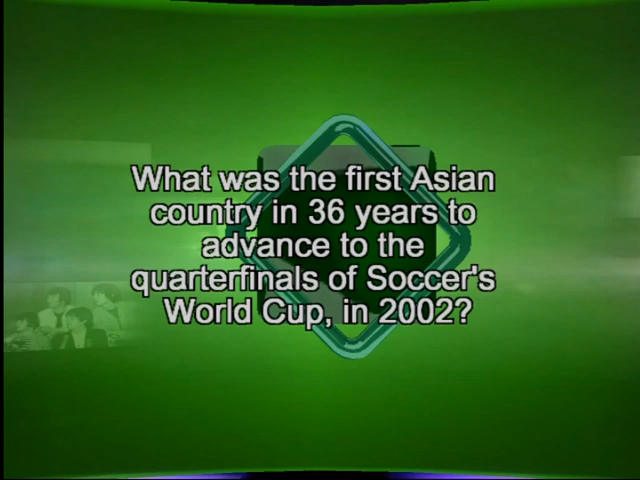 What was the first Asian
country in 36 years to
advance to the
quarterfinals of Soccer's
World Cup, in 2002?